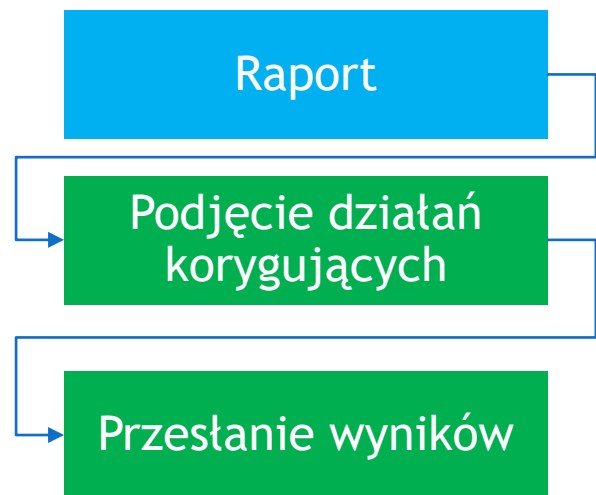 Raport
Podjęcie działań
korygujących
Przesłanie wyników